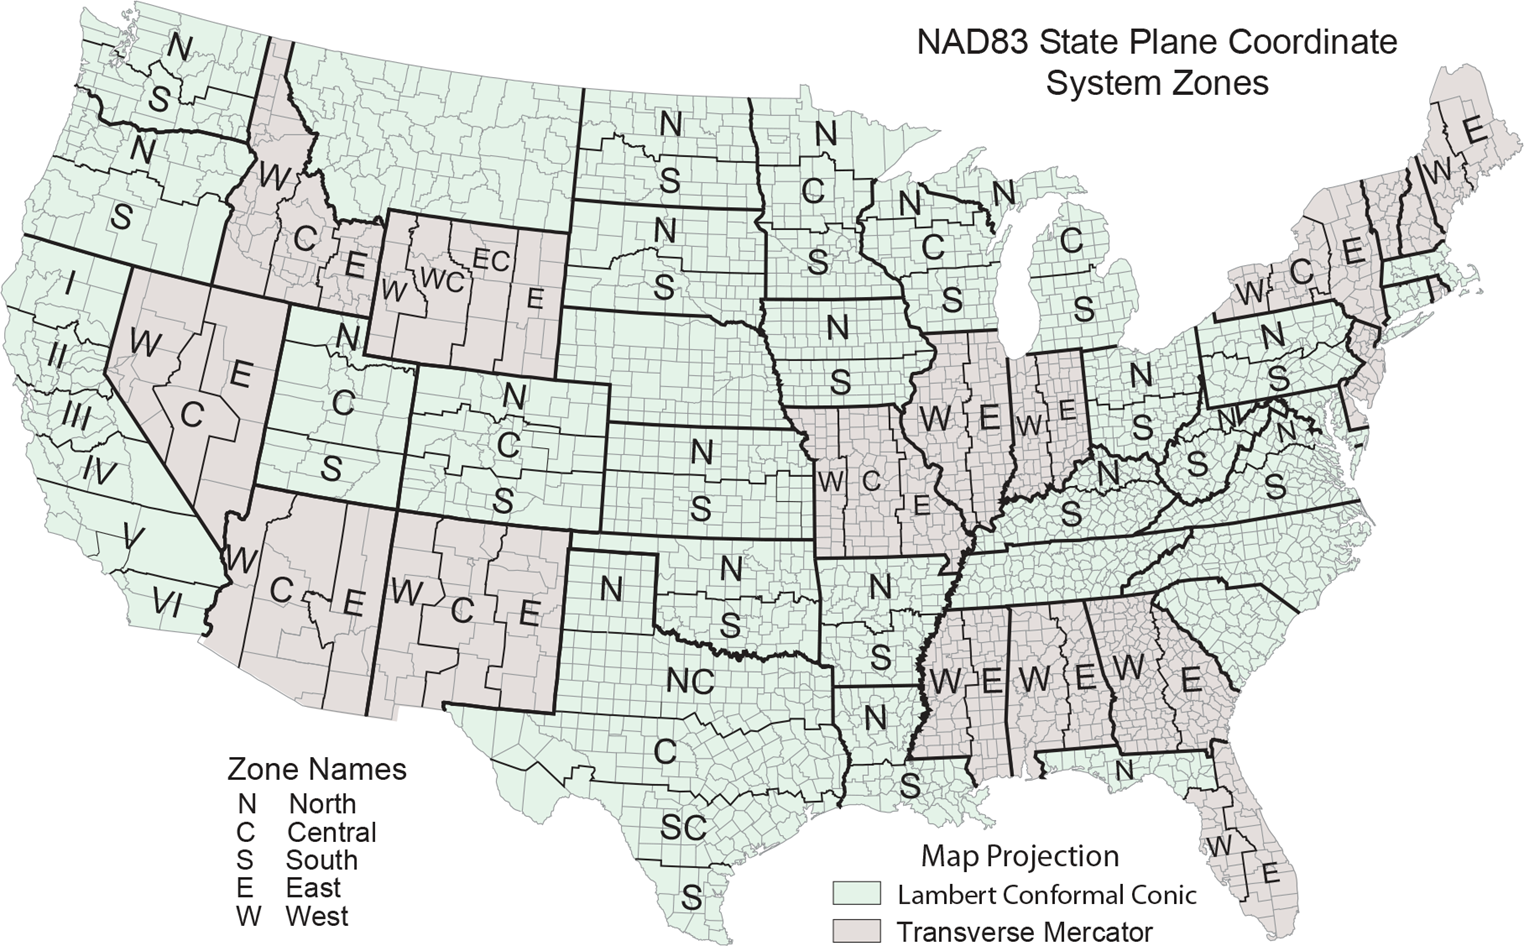 NAD83 State Plane Coordinate
System Zones
N
S
N
S
W
C
E
W
WC
EC
E
N
S
N
S
N
C
S
N
C
S
N
C
S
W
E
W
C
E
N
S
N
S
N
S
N
S
I
II
III
IV
V
VI
W
C
E
N
C
S
N
C
S
N
S
N
S
W
C
E
W
E
W
E
N
S
N
S
W
C
E
W
C
E
N
S
N
NC
C
SC
S
N
S
N
S
W
E
W
E
W
E
N
W
E
Zone Names
N North
C Central
S South
E East
W West
Map Projection
Lambert Conformal Conic
Transverse Mercator